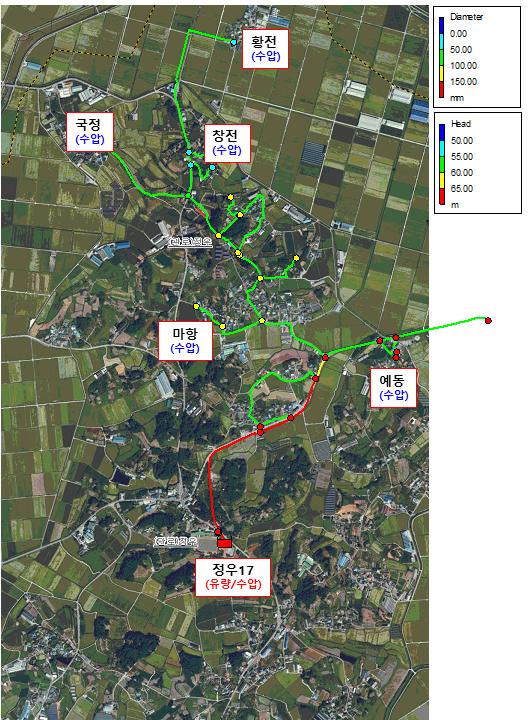 황전
(수압)
국정
(수압)
창전
(수압)
마항
(수압)
예동
(수압)
정우17
(유량/수압)
Diameter
0.00
50.00
100.00
150.00
mm
Head
50.00
55.00
60.00
65.00
m